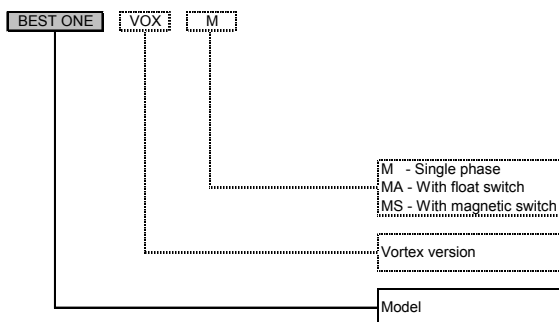 BEST ONE VOX M
M - Single phase
MA - With float switch
MS - With magnetic switch
Vortex version
Model